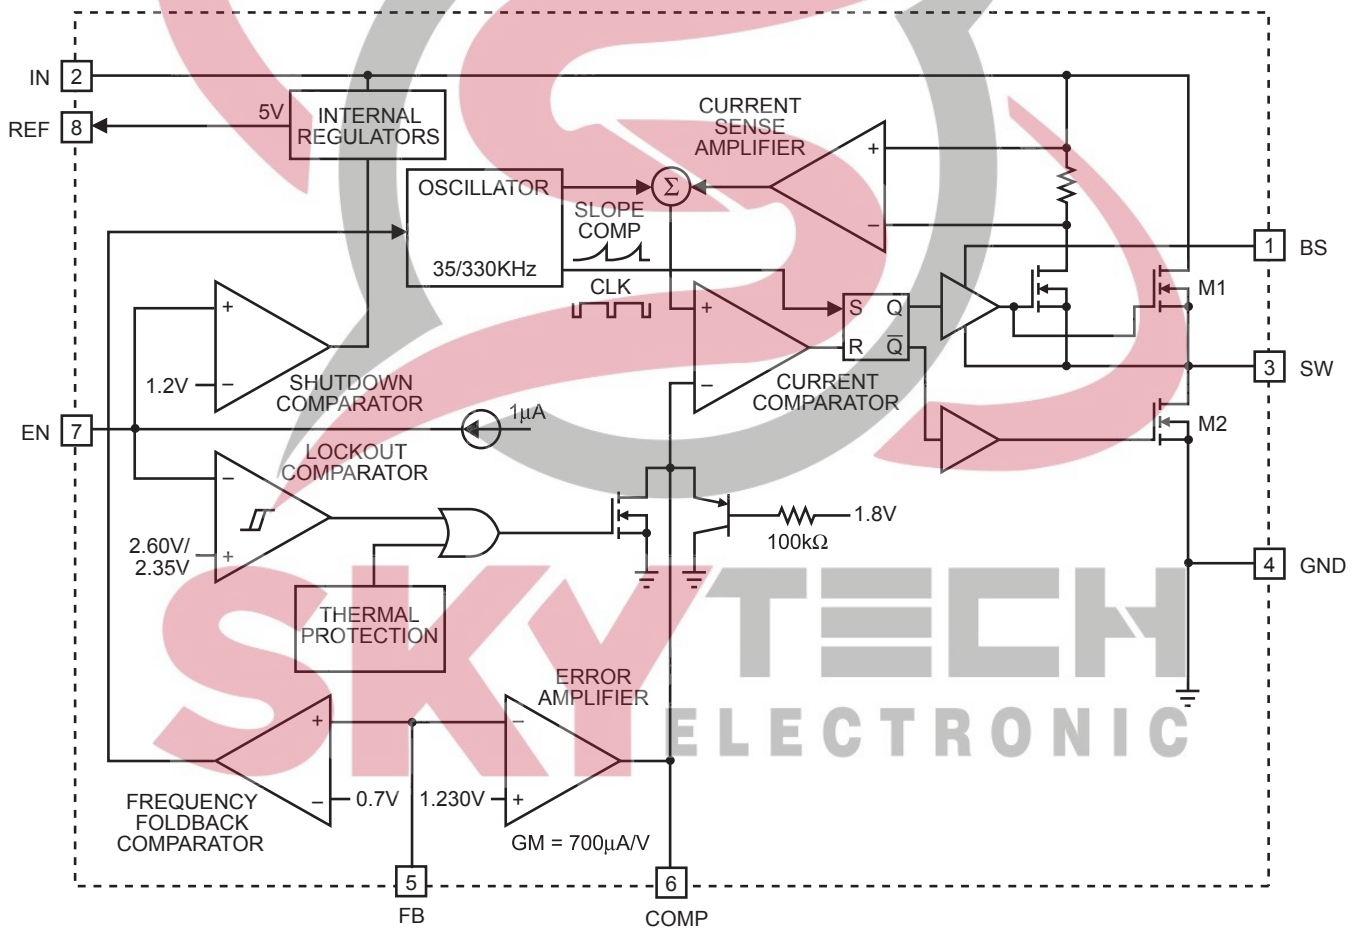 IN 2
REF 8
5V
INTERNAL
REGULATORS
CURRENT
SENSE
AMPLIFIER
+
−
OSCILLATOR
35/330KHz
Σ
SLOPE
COMP
CLK
1 BS
M1
+
−
1.2V
SHUTDOWN
COMPARATOR
+
−
CURRENT
COMPARATOR
S Q
R Q̅
3 SW
EN 7
1μA
M2
LOCKOUT
COMPARATOR
−
+
2.60V/
2.35V
1.8V
100kΩ
4 GND
THERMAL
PROTECTION
SKYTECH
ELECTRONIC
ERROR
AMPLIFIER
+
−
0.7V
−
+
1.230V
FREQUENCY
FOLDBACK
COMPARATOR
GM = 700μA/V
5
FB
6
COMP